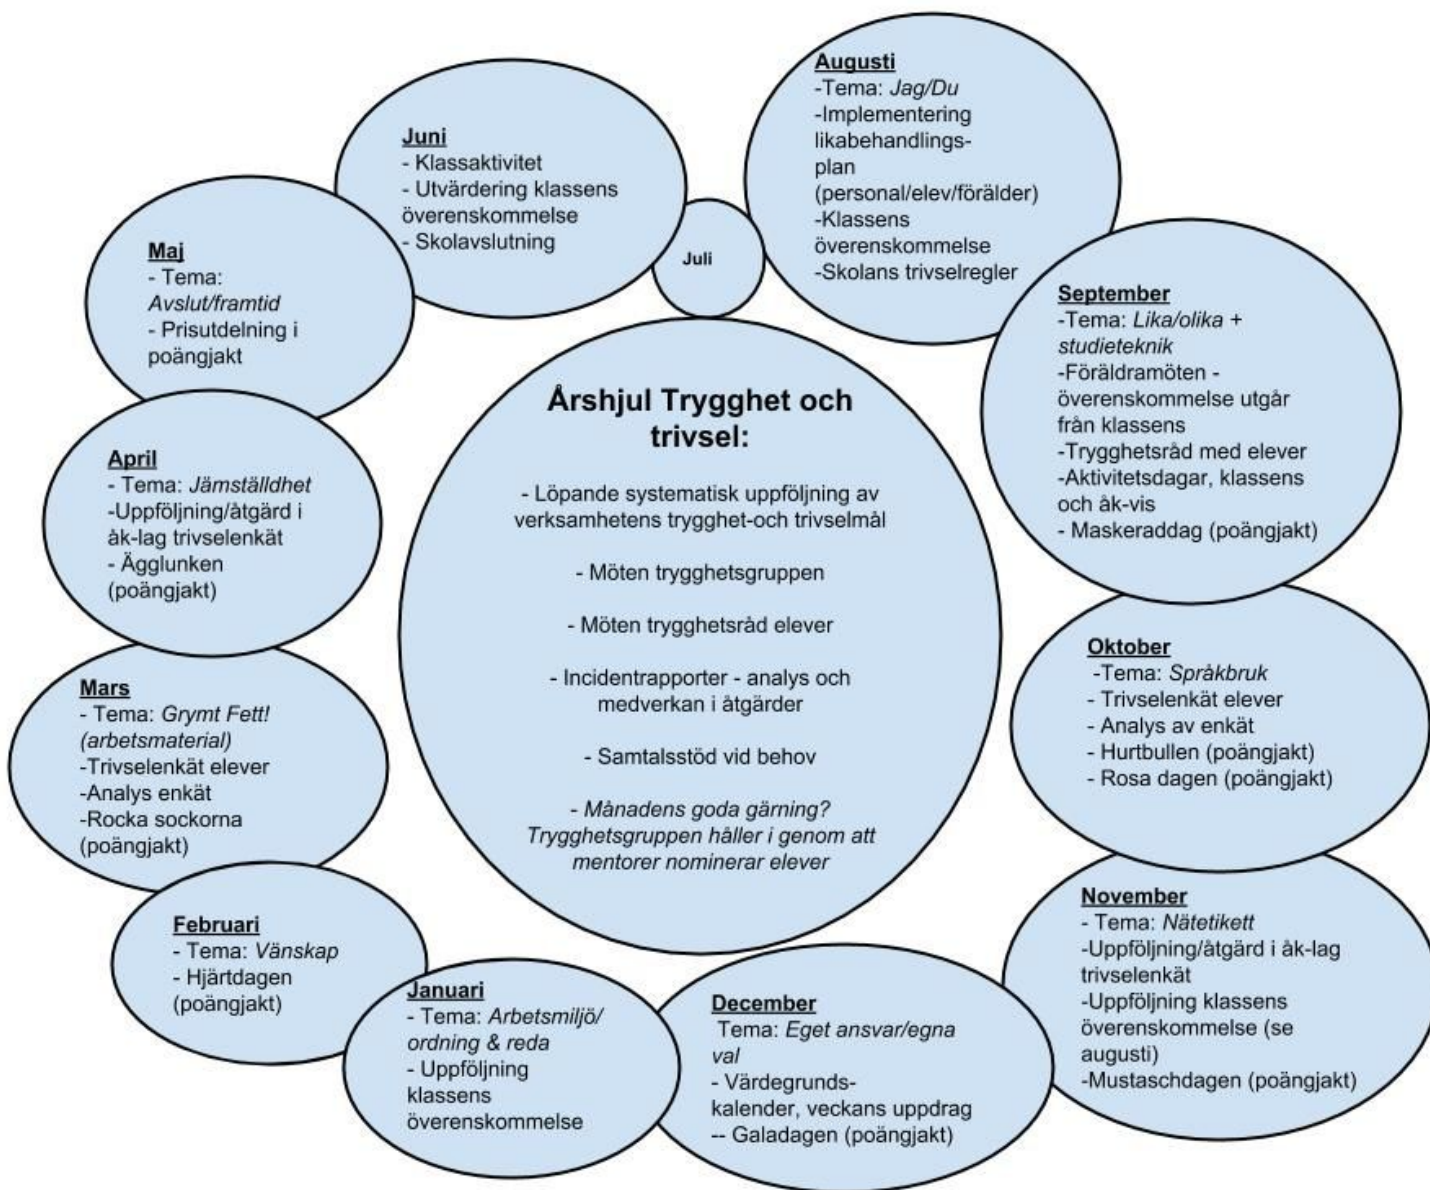 Årshjul Trygghet och
trivsel:
- Löpande systematisk uppföljning av
verksamhetens trygghet-och trivselmål
- Möten trygghetsgruppen
- Möten trygghetsråd elever
- Incidentrapporter - analys och
medverkan i åtgärder
- Samtalsstöd vid behov
- Månadens goda gärning?
Trygghetsgruppen håller i genom att
mentorer nominerar elever
Augusti
-Tema: Jag/Du
-Implementering
likabehandlings-
plan
(personal/elev/förälder)
-Klassens
överenskommelse
-Skolans trivselregler
September
-Tema: Lika/olika +
studieteknik
-Föräldramöten -
överenskommelse utgår
från klassens
-Trygghetsråd med elever
-Aktivitetsdagar, klassens
och åk-vis
- Maskeraddag (poängjakt)
Oktober
-Tema: Språkbruk
- Trivselenkät elever
- Analys av enkät
- Hurtbullen (poängjakt)
- Rosa dagen (poängjakt)
November
- Tema: Nätetikett
-Uppföljning/åtgärd i åk-lag
trivselenkät
-Uppföljning klassens
överenskommelse (se
augusti)
-Mustaschdagen (poängjakt)
December
Tema: Eget ansvar/egna
val
- Värdegrunds-
kalender, veckans uppdrag
-- Galadagen (poängjakt)
Januari
- Tema: Arbetsmiljö/
ordning & reda
- Uppföljning
klassens
överenskommelse
Februari
- Tema: Vänskap
- Hjärtdagen
(poängjakt)
Mars
- Tema: Grymt Fett!
(arbetsmaterial)
-Trivselenkät elever
-Analys enkät
-Rocka sockorna
(poängjakt)
April
- Tema: Jämställdhet
-Uppföljning/åtgärd i
åk-lag trivselenkät
- Ägglunken
(poängjakt)
Maj
- Tema:
Avslut/framtid
- Prisutdelning i
poängjakt
Juni
- Klassaktivitet
- Utvärdering klassens
överenskommelse
- Skolavslutning
Juli